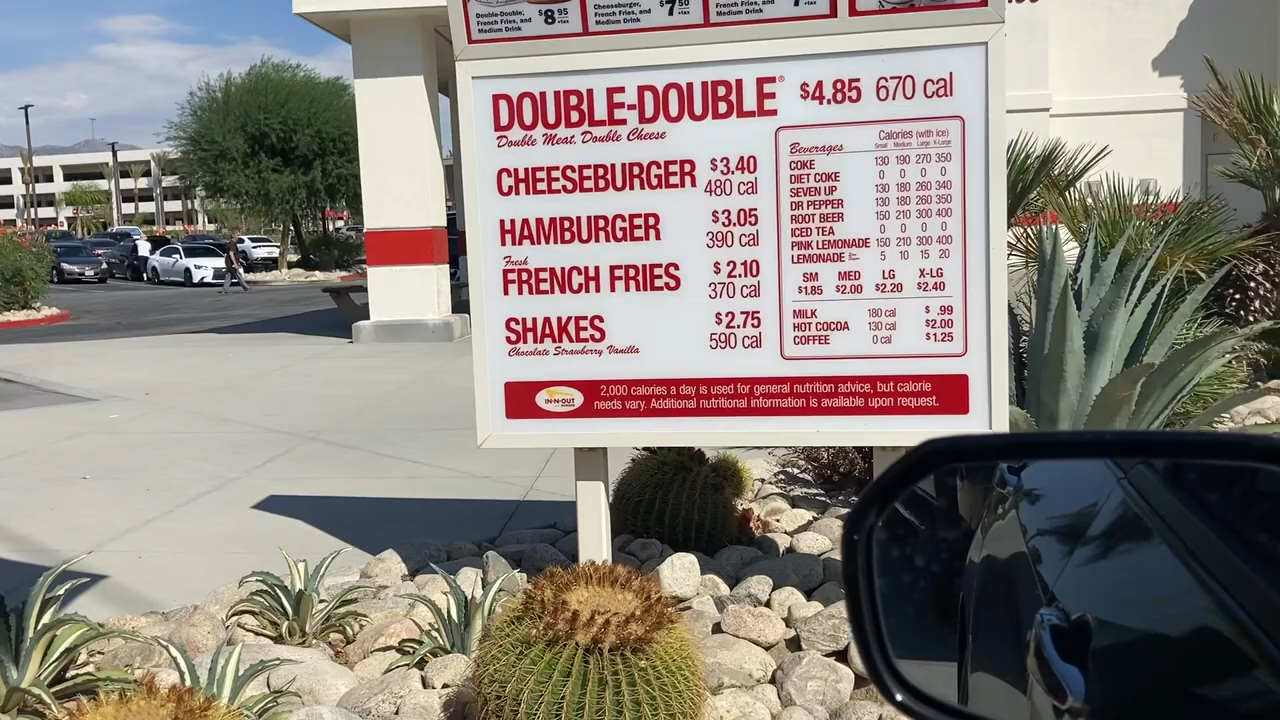 Double-Double,
French Fries, and
Medium Drink
$8 95 +tax
Cheeseburger,
French Fries, and
Medium Drink
$7 50 +tax
French Fries, and
Medium Drink
DOUBLE-DOUBLE® $4.85 670 cal
Double Meat, Double Cheese
CHEESEBURGER $3.40
480 cal
HAMBURGER $3.05
390 cal
Fresh
FRENCH FRIES $2.10
370 cal
SHAKES $2.75
Chocolate Strawberry Vanilla 590 cal
Calories (with ice)
Beverages Small Medium Large X-Large
COKE 130 190 270 350
DIET COKE 0 0 0 0
SEVEN UP 130 180 260 340
DR PEPPER 130 180 260 350
ROOT BEER 150 210 300 400
ICED TEA 0 0 0 0
PINK LEMONADE 150 210 300 400
LEMONADE 5 10 15 20
SM MED LG X-LG
$1.85 $2.00 $2.20 $2.40
MILK 180 cal $ .99
HOT COCOA 130 cal $2.00
COFFEE 0 cal $1.25
IN-N-OUT
BURGER
2,000 calories a day is used for general nutrition advice, but calorie
needs vary. Additional nutritional information is available upon request.